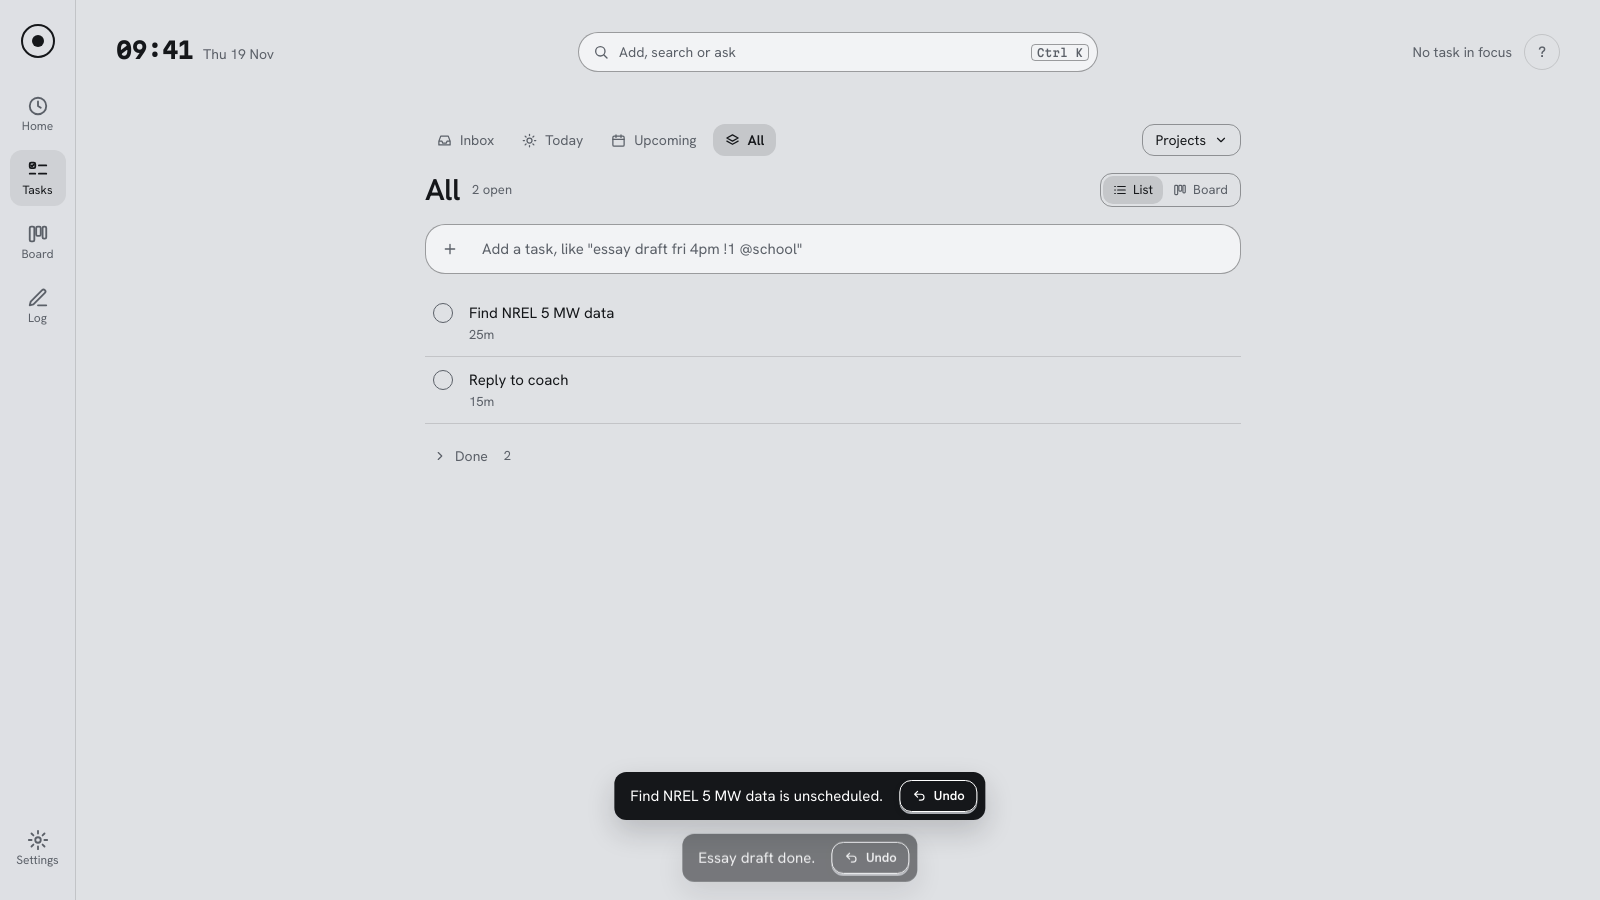 09:41 Thu 19 Nov
Add, search or ask Ctrl K
No task in focus ?
Home
Tasks
Board
Log
Settings
Inbox Today Upcoming All Projects
All 2 open List Board
Add a task, like "essay draft fri 4pm !1 @school"
Find NREL 5 MW data
25m
Reply to coach
15m
Done 2
Find NREL 5 MW data is unscheduled. Undo
Essay draft done. Undo